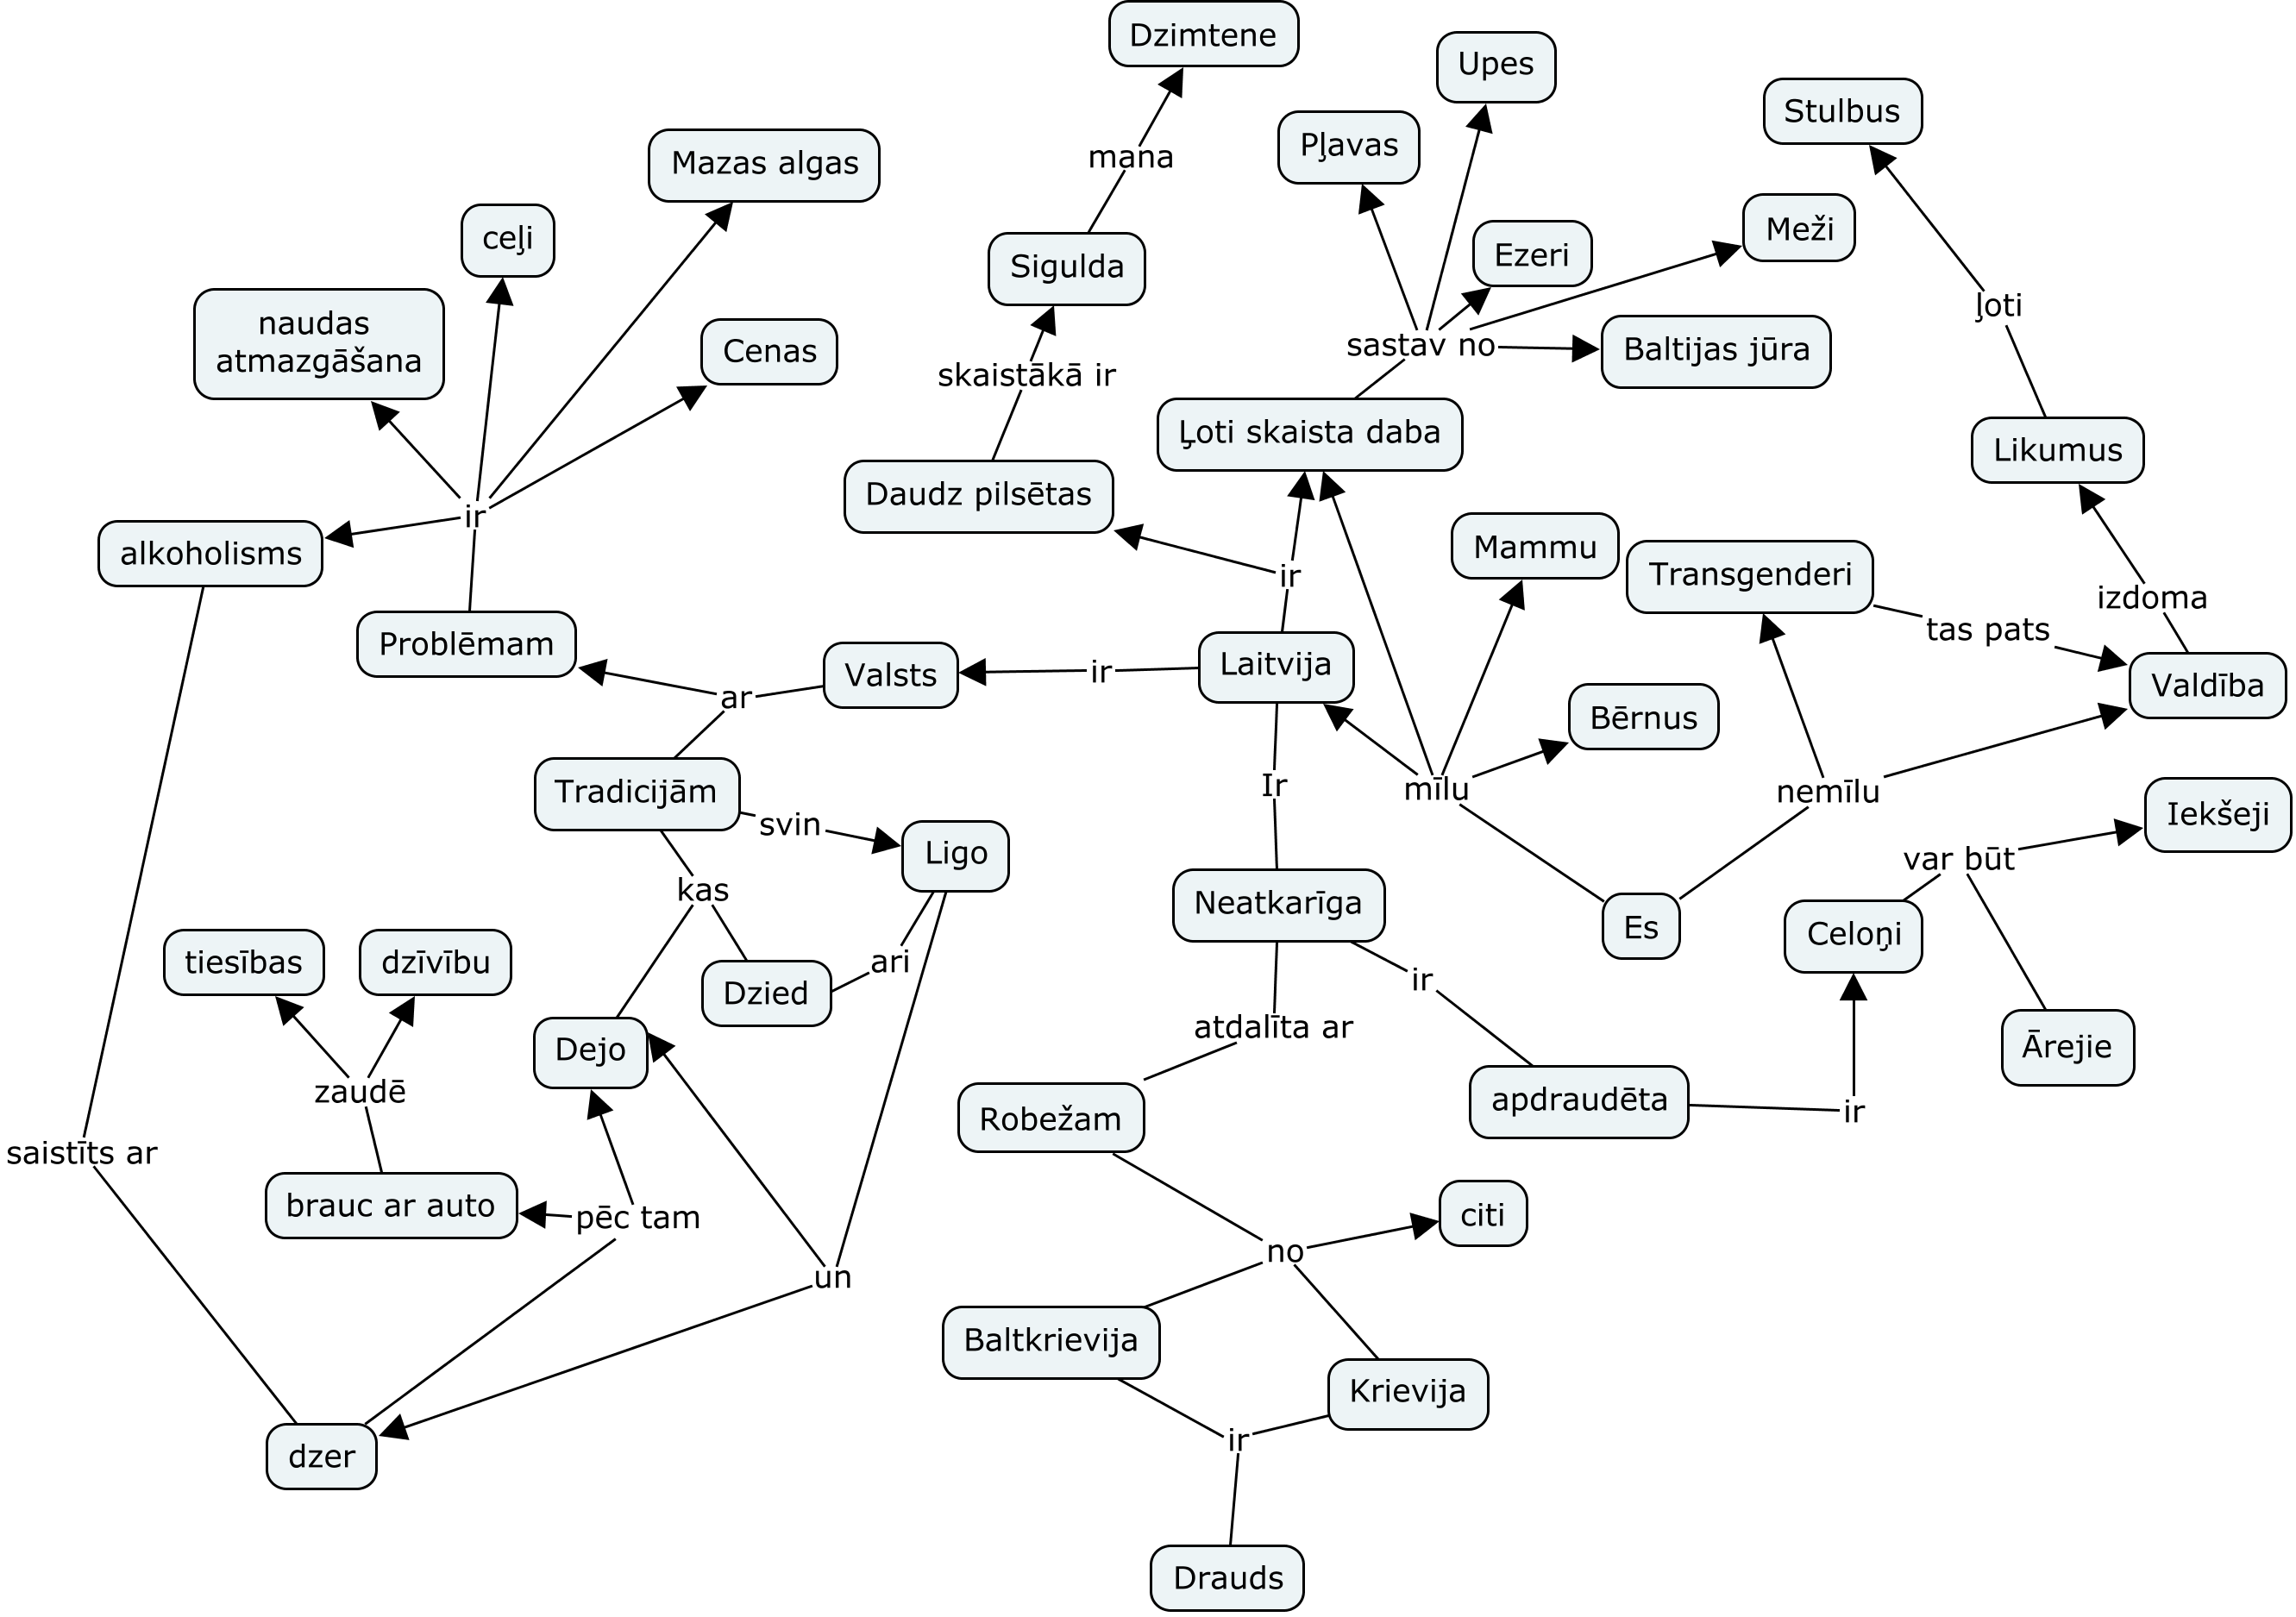 Dzimtene
Upes
Stulbus
Pļavas
mana
Mazas algas
Meži
ceļi
Ezeri
Sigulda
ļoti
naudas
atmazgāšana
Cenas
sastav no
Baltijas jūra
skaistākā ir
Ļoti skaista daba
Likumus
Daudz pilsētas
ir
alkoholisms
Mammu
Transgenderi
ir
izdoma
tas pats
Problēmam
Valsts
ir
Laitvija
Valdība
ar
Bērnus
Tradicijām
Ir
mīlu
nemīlu
svin
Iekšeji
Ligo
var būt
kas
Neatkarīga
Es
Celoņi
tiesības
dzīvību
ari
Dzied
ir
atdalīta ar
Dejo
Ārejie
zaudē
Robežam
apdraudēta
ir
saistīts ar
brauc ar auto
pēc tam
citi
no
un
Baltkrievija
Krievija
ir
dzer
Drauds